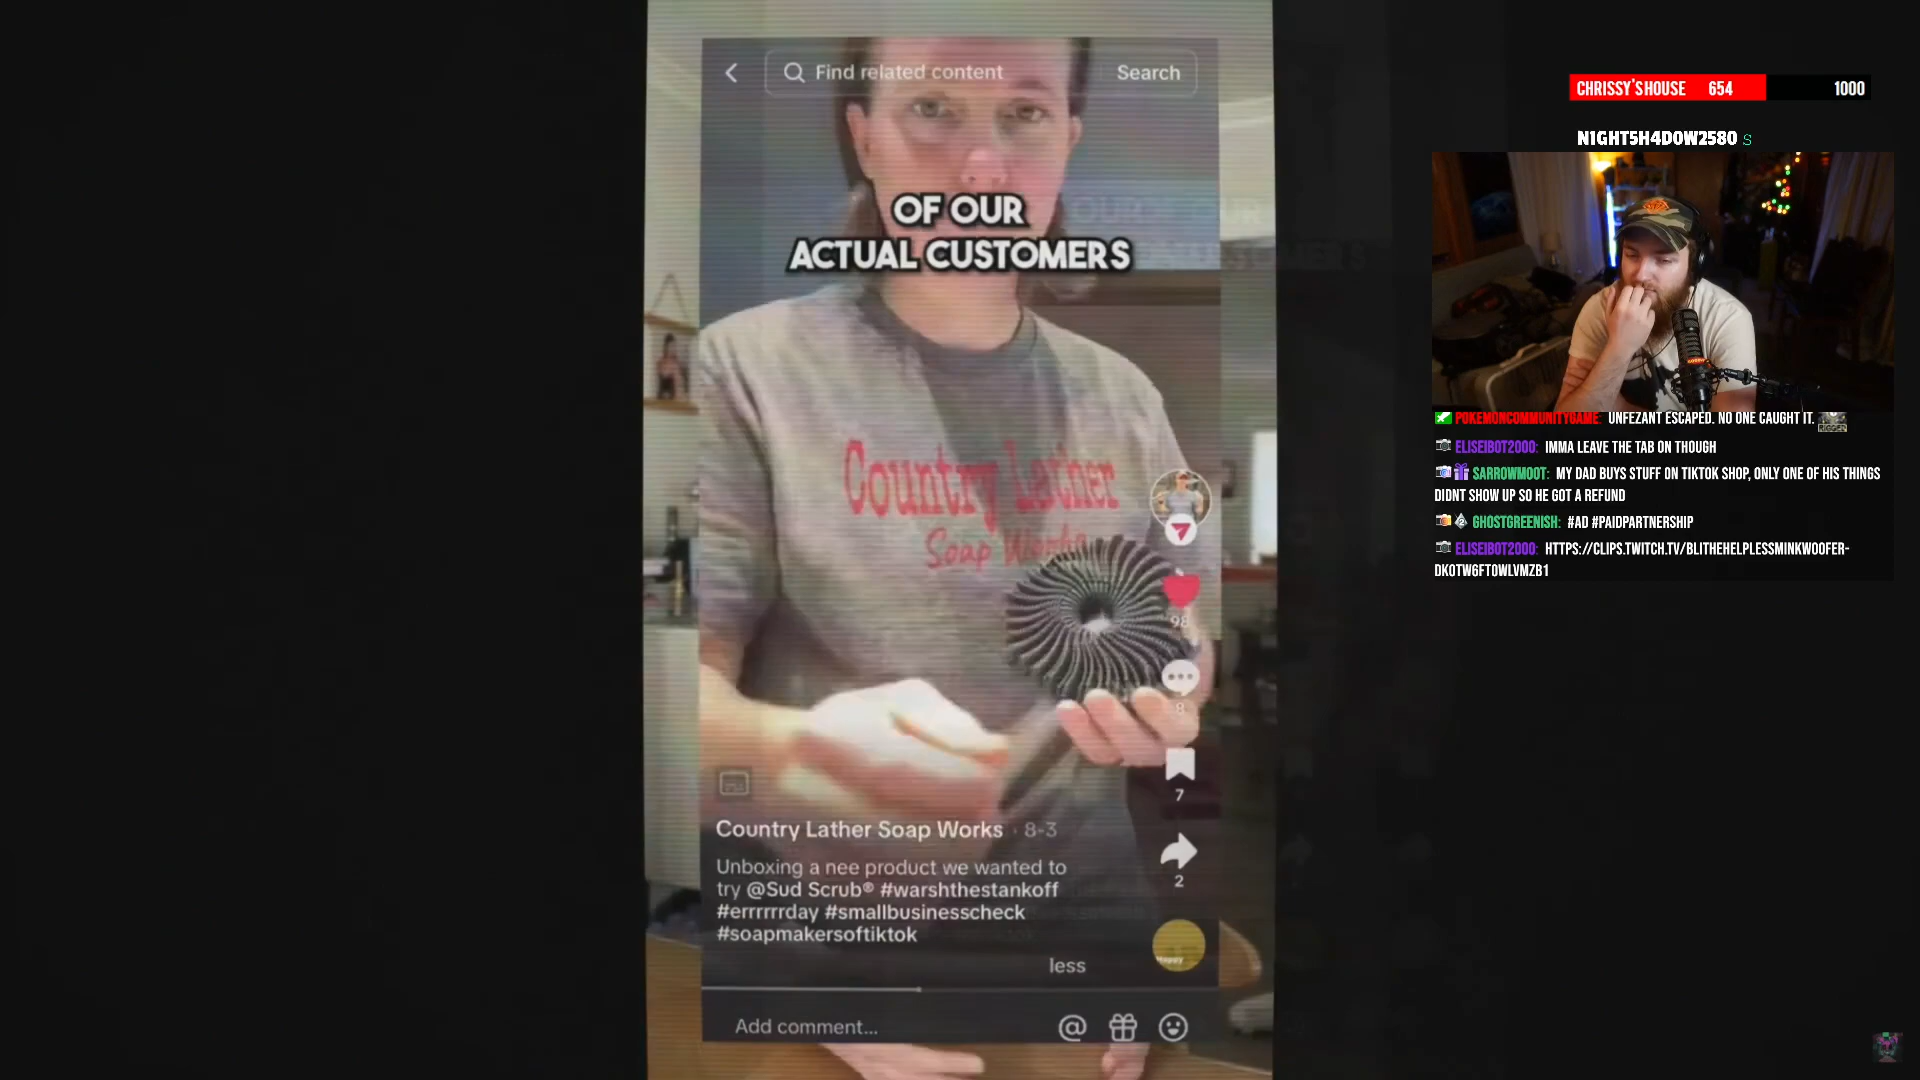 Find related content
Search
OF OUR
ACTUAL CUSTOMERS
Country Lather
Soap Works
98
8
7
2
Country Lather Soap Works · 8-3
Unboxing a nee product we wanted to
try @Sud Scrub® #warshthestankoff
#errrrrrday #smallbusinesscheck
#soapmakersoftiktok
less
Add comment...
CHRISSY'S HOUSE 654 1000
N1GHT5H4D0W2580 S
POKEMONCOMMUNITYGAME: UNFEZANT ESCAPED. NO ONE CAUGHT IT.
ELISEIBOT2000: IMMA LEAVE THE TAB ON THOUGH
SARROWMOOT: MY DAD BUYS STUFF ON TIKTOK SHOP, ONLY ONE OF HIS THINGS
DIDNT SHOW UP SO HE GOT A REFUND
GHOSTGREENISH: #AD #PAIDPARTNERSHIP
ELISEIBOT2000: HTTPS://CLIPS.TWITCH.TV/BLITHEHELPLESSMINKWOOFER-
DKOTW6FTOWLVMZB1